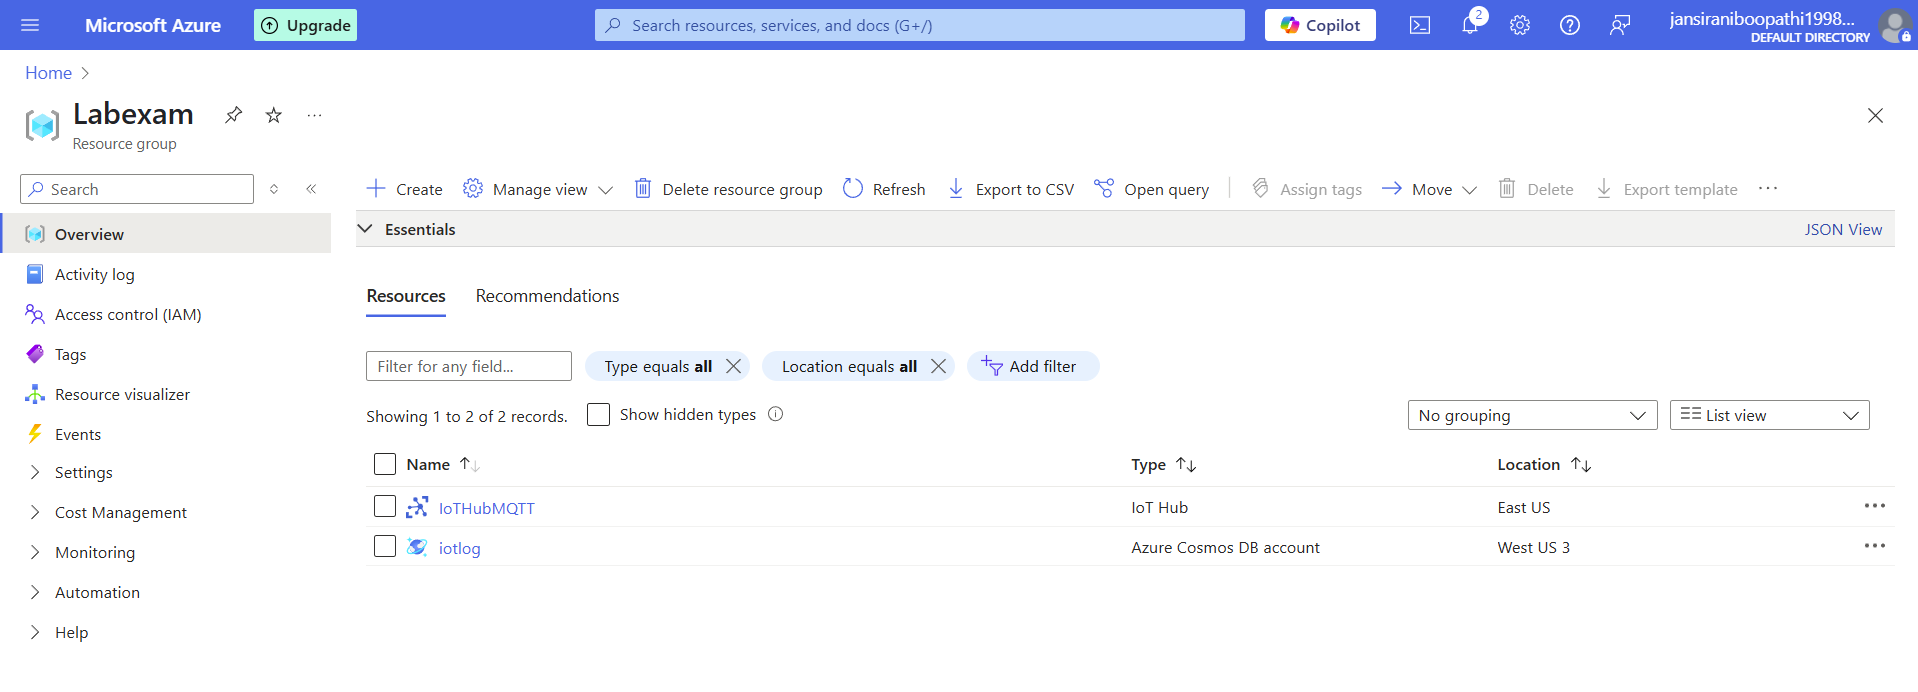 Microsoft Azure
Upgrade
Search resources, services, and docs (G+/)
Copilot
2
jansiraniboopathi1998...
DEFAULT DIRECTORY
Home
Labexam
Resource group
Search
Create
Manage view
Delete resource group
Refresh
Export to CSV
Open query
Assign tags
Move
Delete
Export template
Overview
Activity log
Access control (IAM)
Tags
Resource visualizer
Events
Settings
Cost Management
Monitoring
Automation
Help
Essentials
JSON View
Resources
Recommendations
Filter for any field...
Type equals all
Location equals all
Add filter
Showing 1 to 2 of 2 records.
Show hidden types
No grouping
List view
Name
Type
Location
IoTHubMQTT
IoT Hub
East US
iotlog
Azure Cosmos DB account
West US 3